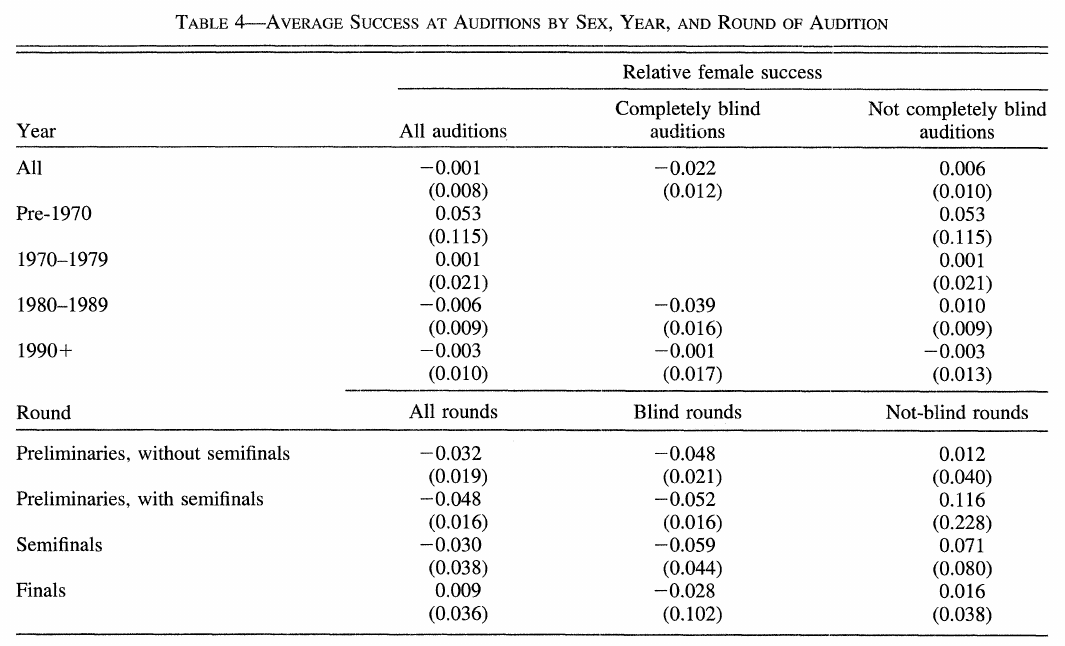 TABLE 4—AVERAGE SUCCESS AT AUDITIONS BY SEX, YEAR, AND ROUND OF AUDITION
Relative female success
Year All auditions Completely blind auditions Not completely blind auditions
All −0.001 −0.022 0.006
(0.008) (0.012) (0.010)
Pre-1970 0.053 0.053
(0.115) (0.115)
1970–1979 0.001 0.001
(0.021) (0.021)
1980–1989 −0.006 −0.039 0.010
(0.009) (0.016) (0.009)
1990+ −0.003 −0.001 −0.003
(0.010) (0.017) (0.013)
Round All rounds Blind rounds Not-blind rounds
Preliminaries, without semifinals −0.032 −0.048 0.012
(0.019) (0.021) (0.040)
Preliminaries, with semifinals −0.048 −0.052 0.116
(0.016) (0.016) (0.228)
Semifinals −0.030 −0.059 0.071
(0.038) (0.044) (0.080)
Finals 0.009 −0.028 0.016
(0.036) (0.102) (0.038)